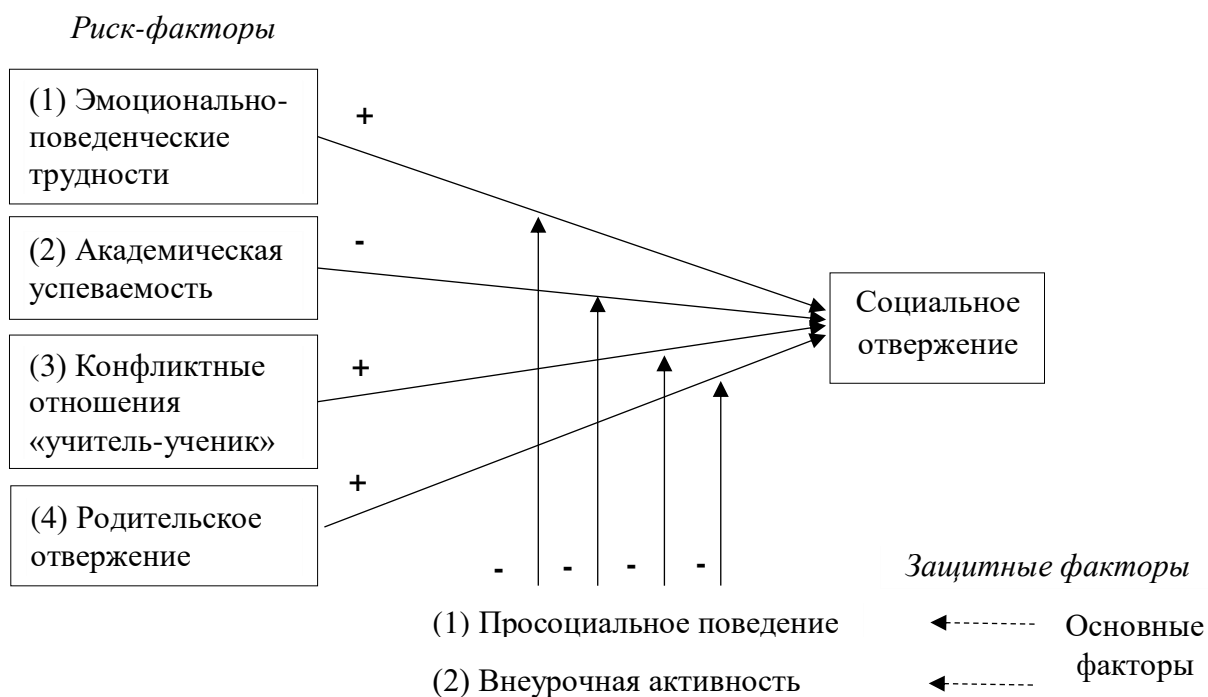 Риск-факторы
(1) Эмоционально-
поведенческие
трудности
+
(2) Академическая
успеваемость
-
(3) Конфликтные
отношения
«учитель-ученик»
+
(4) Родительское
отвержение
+
Социальное
отвержение
- - - -
Защитные факторы
(1) Просоциальное поведение
(2) Внеурочная активность
Основные
факторы